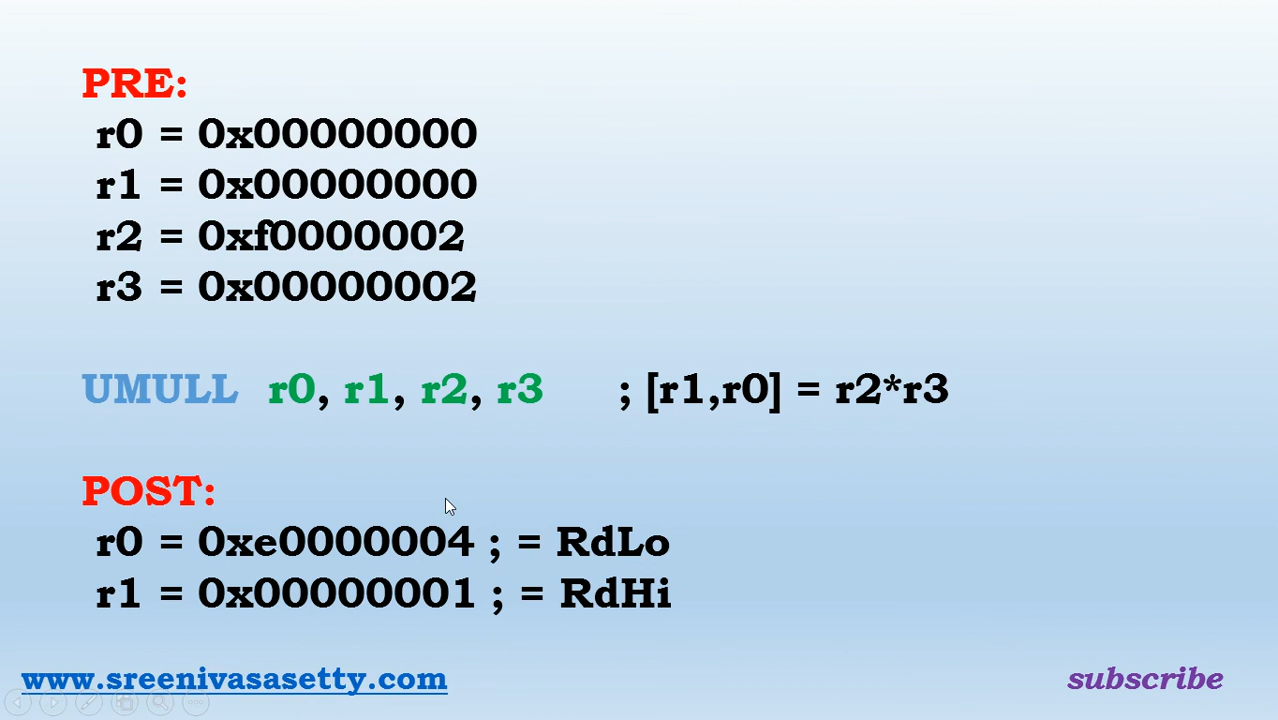 PRE:
r0 = 0x00000000
r1 = 0x00000000
r2 = 0xf0000002
r3 = 0x00000002
UMULL r0, r1, r2, r3 ; [r1,r0] = r2*r3
POST:
r0 = 0xe0000004 ; = RdLo
r1 = 0x00000001 ; = RdHi
www.sreenivasasetty.com
subscribe